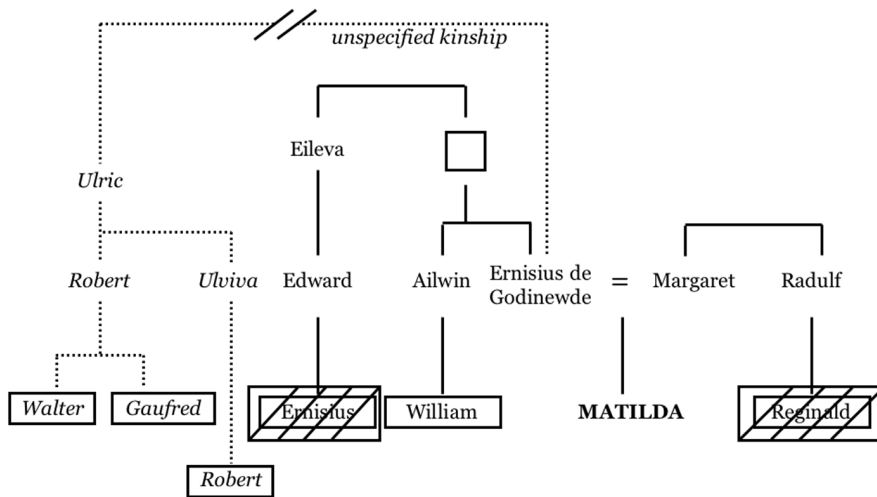 unspecified kinship
Eileva
Ulric
Robert
Ulviva
Edward
Ailwin
Ernisius de
Godinewde
=
Margaret
Radulf
Walter
Gaufred
Ernisius
William
MATILDA
Reginald
Robert